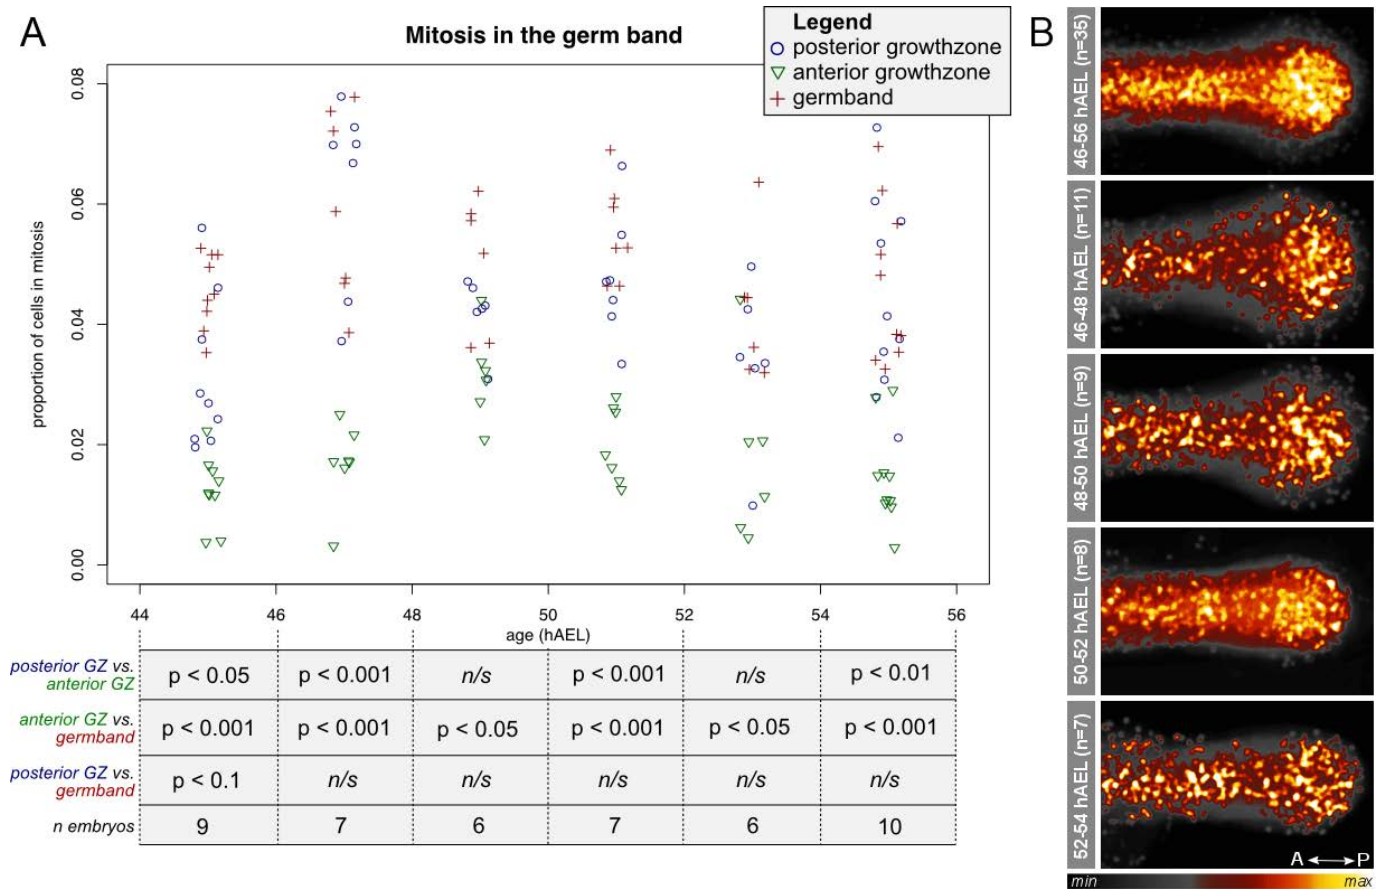 A
Mitosis in the germ band
Legend
posterior growthzone
anterior growthzone
germband
proportion of cells in mitosis
0.08
0.06
0.04
0.02
0.00
44 46 48 50 52 54 56
age (hAEL)
posterior GZ vs. anterior GZ p < 0.05 p < 0.001 n/s p < 0.001 n/s p < 0.01
anterior GZ vs. germband p < 0.001 p < 0.001 p < 0.05 p < 0.001 p < 0.05 p < 0.001
posterior GZ vs. germband p < 0.1 n/s n/s n/s n/s n/s
n embryos 9 7 6 7 6 10
B
46-56 hAEL (n=35)
46-48 hAEL (n=11)
48-50 hAEL (n=9)
50-52 hAEL (n=8)
52-54 hAEL (n=7)
A P
min max